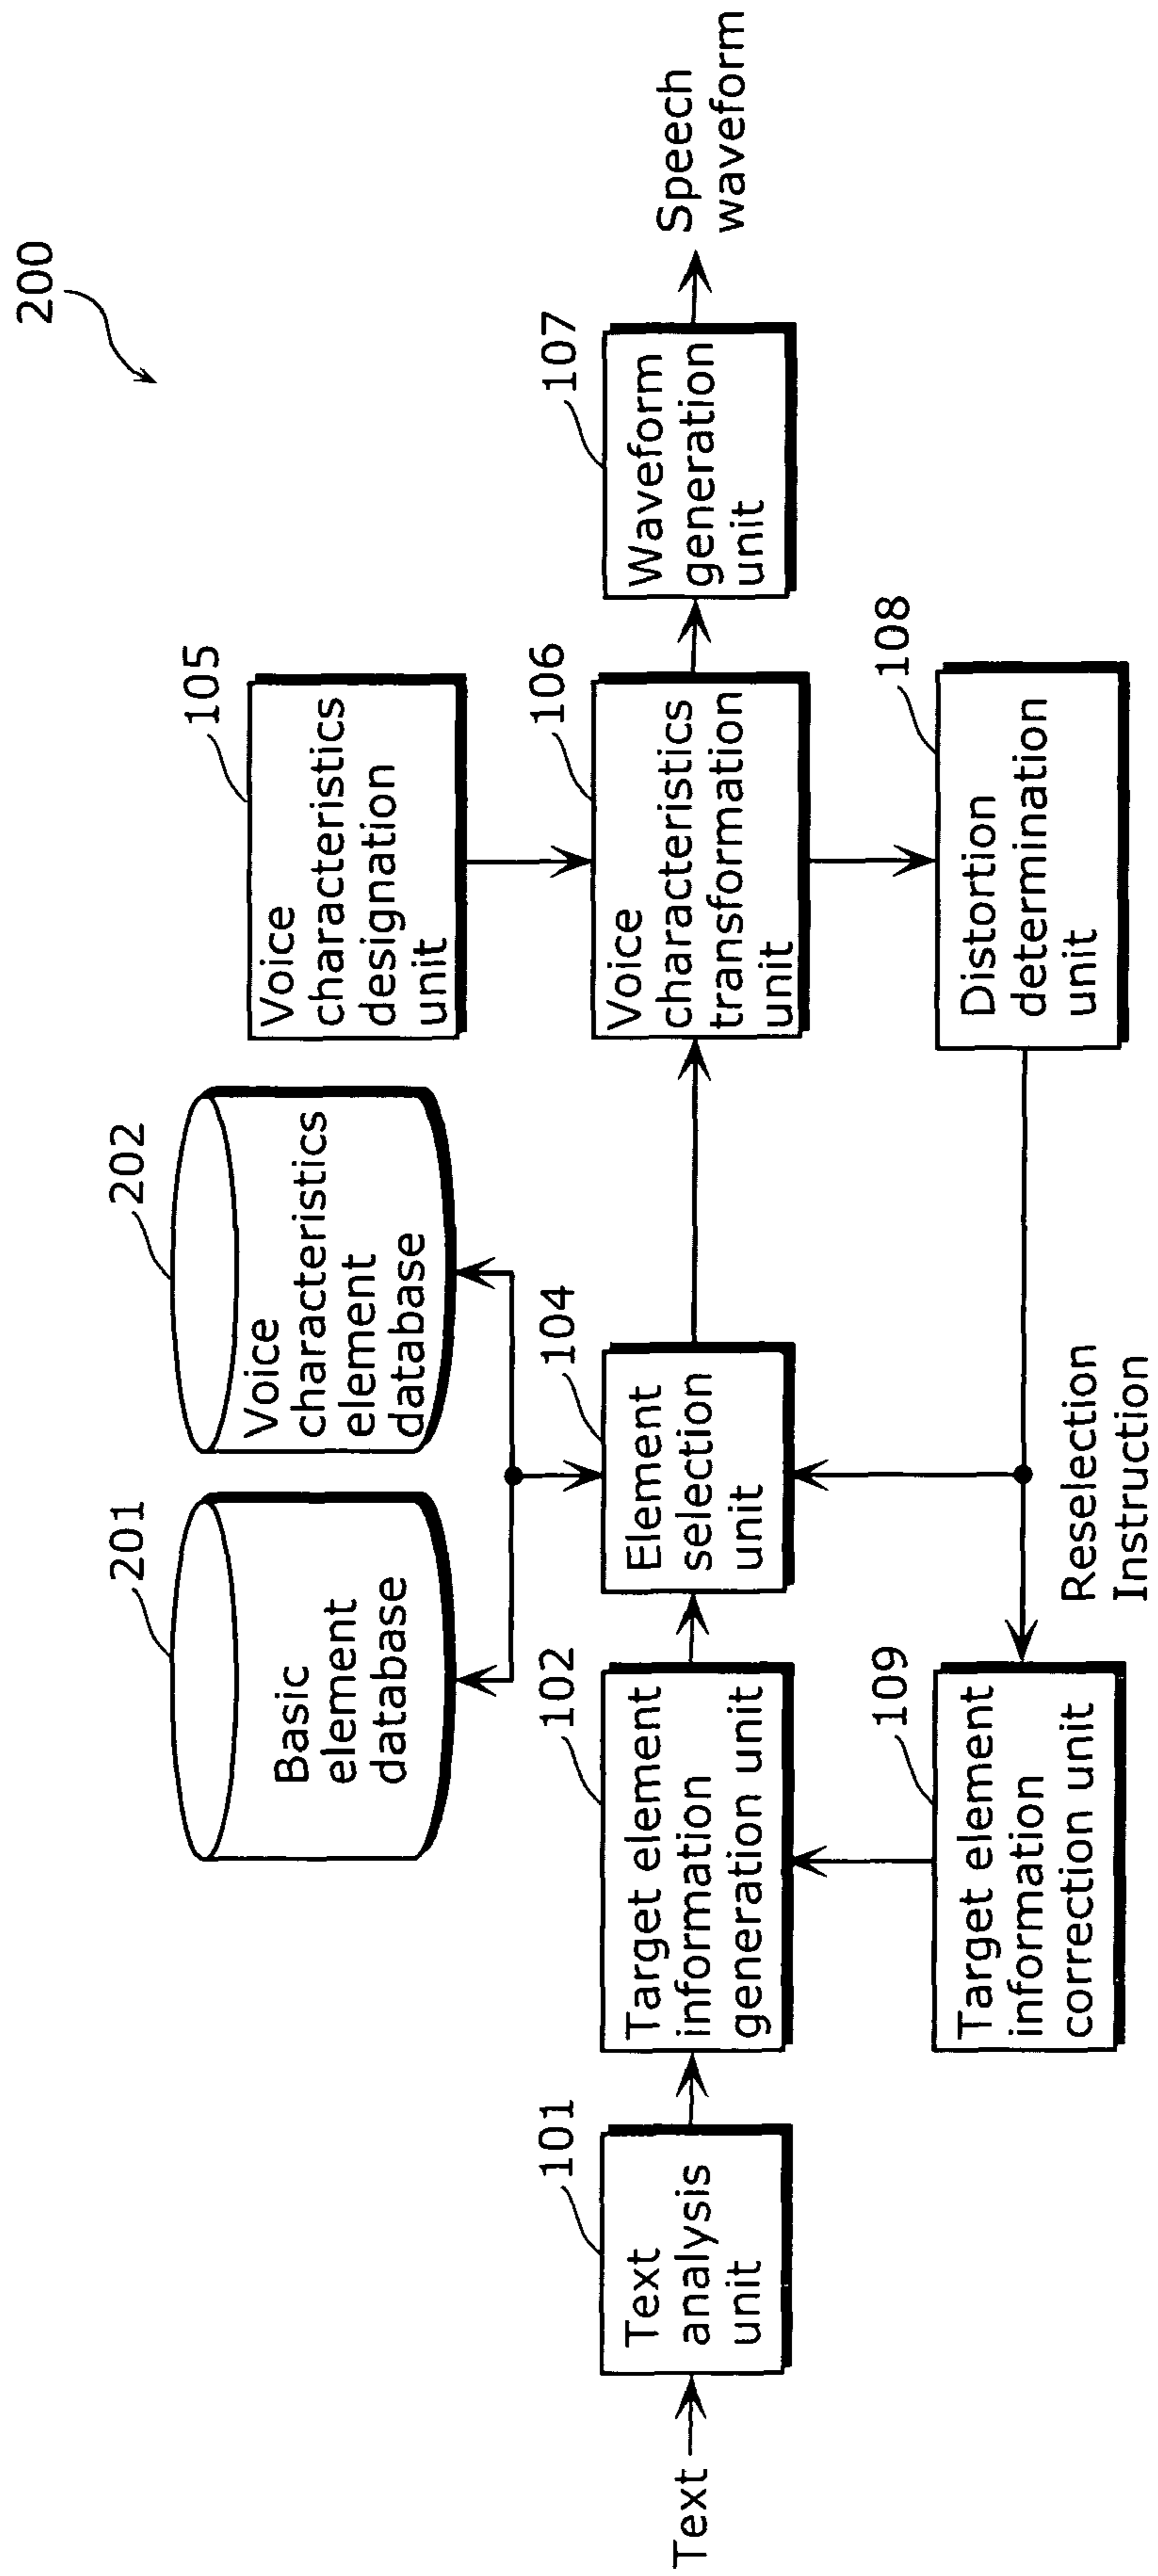 200
201
Basic
element
database
202
Voice
characteristics
element
database
105
Voice
characteristics
designation
unit
Text
101
Text
analysis
unit
102
Target element
information
generation unit
104
Element
selection
unit
106
Voice
characteristics
transformation
unit
107
Waveform
generation
unit
Speech
waveform
109
Target element
information
correction unit
Reselection
Instruction
108
Distortion
determination
unit